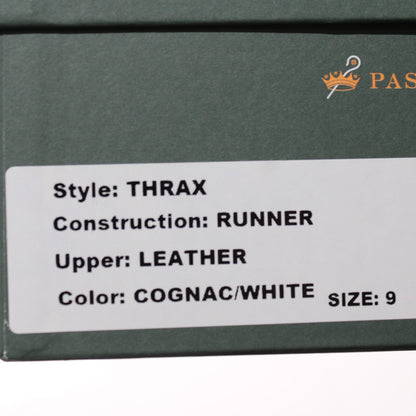 PAS
Style: THRAX
Construction: RUNNER
Upper: LEATHER
Color: COGNAC/WHITE SIZE: 9